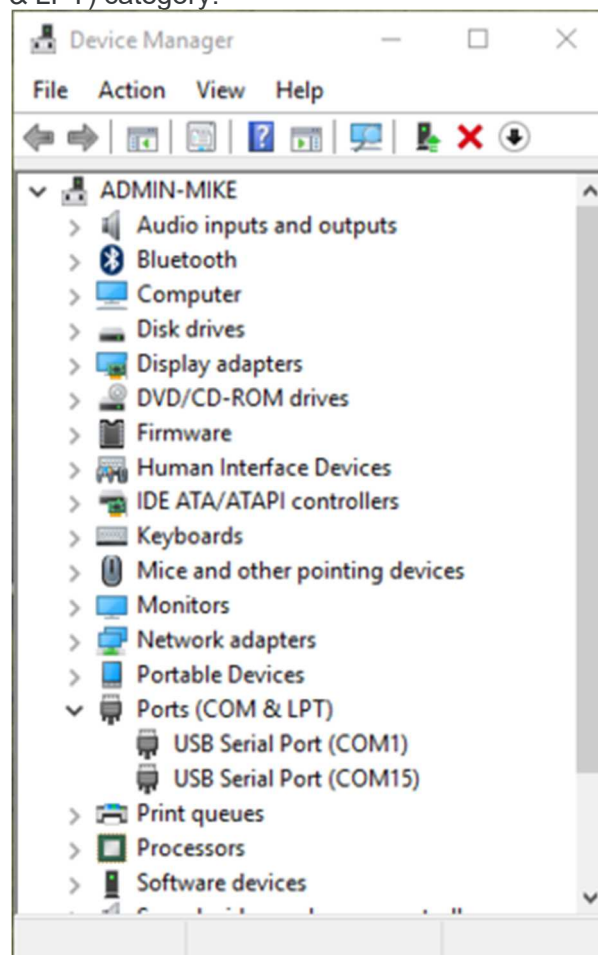 & LPT) category:
Device Manager
File Action View Help
ADMIN-MIKE
Audio inputs and outputs
Bluetooth
Computer
Disk drives
Display adapters
DVD/CD-ROM drives
Firmware
Human Interface Devices
IDE ATA/ATAPI controllers
Keyboards
Mice and other pointing devices
Monitors
Network adapters
Portable Devices
Ports (COM & LPT)
USB Serial Port (COM1)
USB Serial Port (COM15)
Print queues
Processors
Software devices